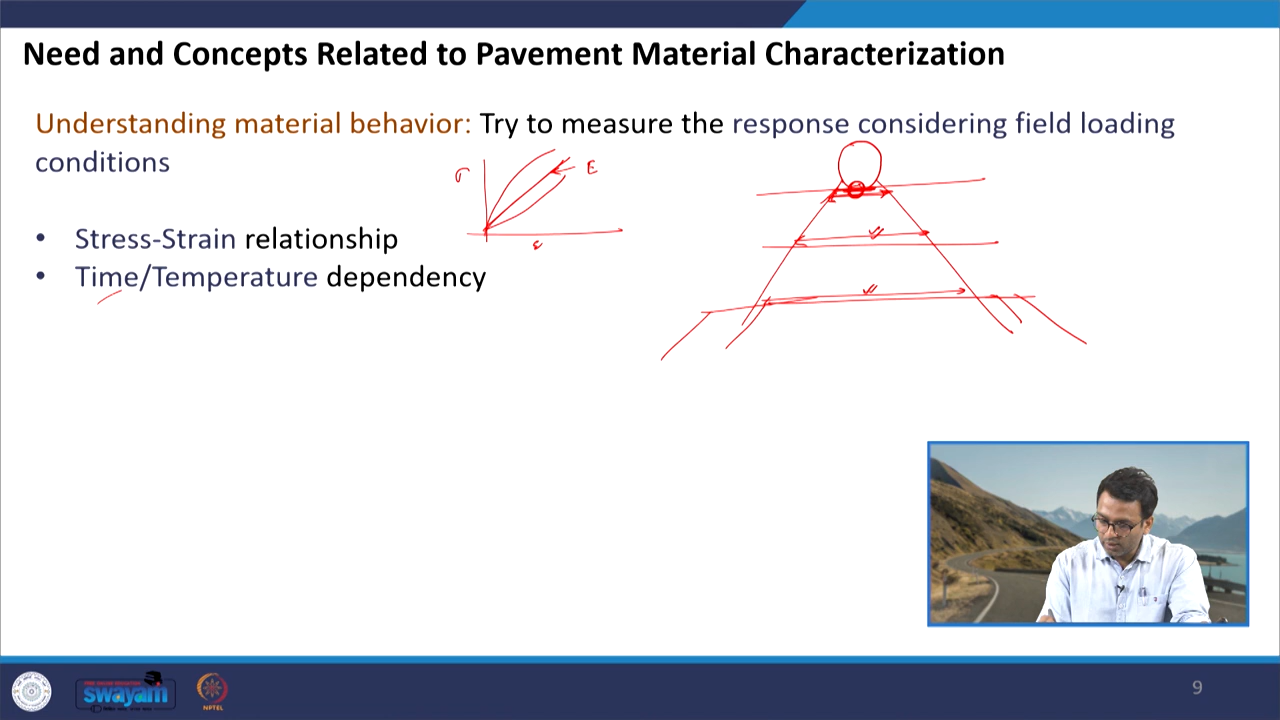 Need and Concepts Related to Pavement Material Characterization
Understanding material behavior: Try to measure the response considering field loading
conditions
σ
E
ε
• Stress-Strain relationship
• Time/Temperature dependency
swayam
NPTEL
9